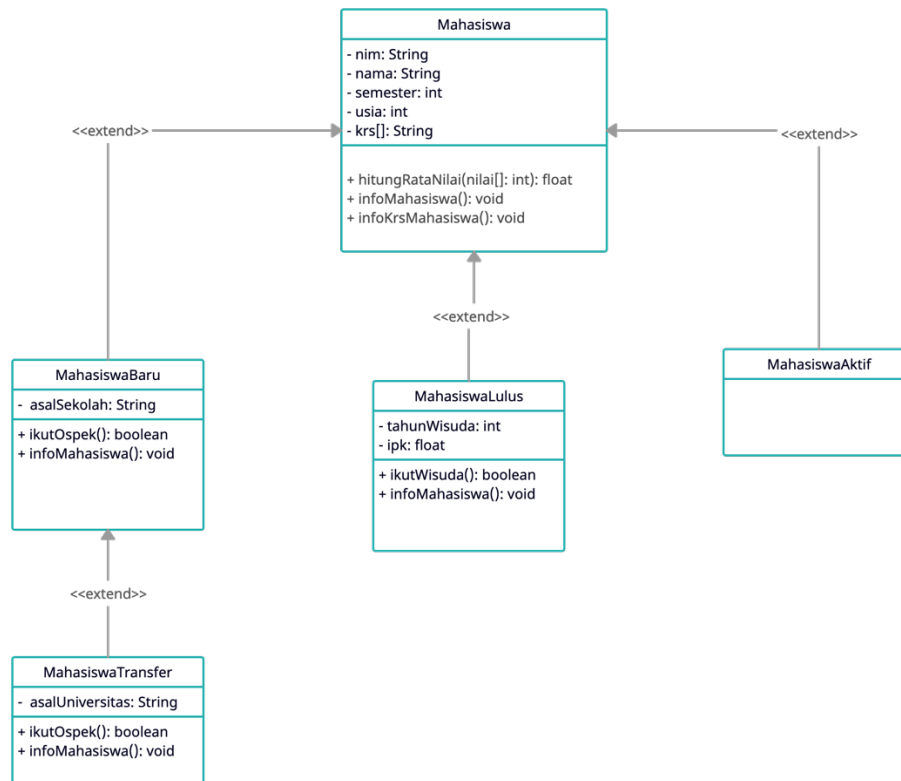 Mahasiswa
- nim: String
- nama: String
- semester: int
- usia: int
- krs[]: String
+ hitungRataNilai(nilai[]: int): float
+ infoMahasiswa(): void
+ infoKrsMahasiswa(): void
<<extend>>
<<extend>>
<<extend>>
MahasiswaBaru
- asalSekolah: String
+ ikutOspek(): boolean
+ infoMahasiswa(): void
MahasiswaLulus
- tahunWisuda: int
- ipk: float
+ ikutWisuda(): boolean
+ infoMahasiswa(): void
MahasiswaAktif
<<extend>>
MahasiswaTransfer
- asalUniversitas: String
+ ikutOspek(): boolean
+ infoMahasiswa(): void